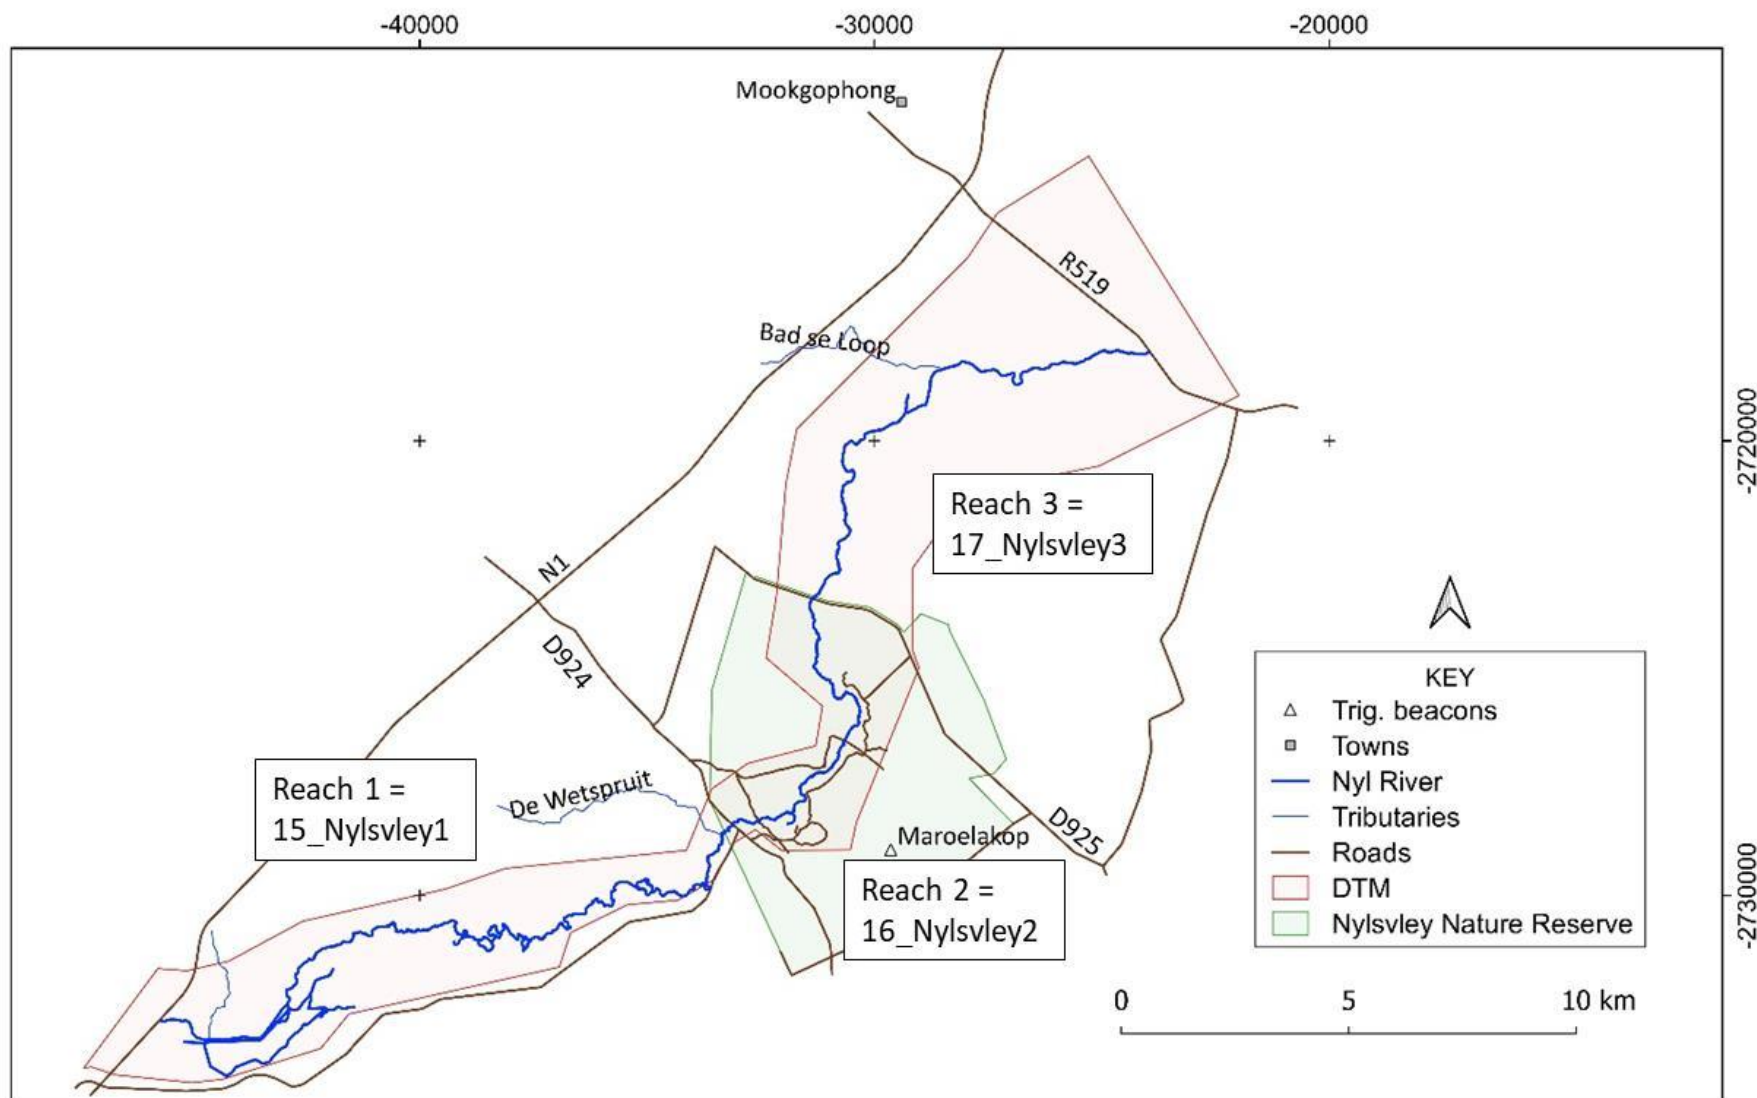 -40000
-30000
-20000
Mookgophong
R519
Bad se Loop
-2720000
Reach 3 =
17_Nylsvley3
N1
D924
KEY
Trig. beacons
Towns
Nyl River
Tributaries
Roads
DTM
Nylsvley Nature Reserve
Reach 1 =
15_Nylsvley1
De Wetspruit
D925
Maroelakop
Reach 2 =
16_Nylsvley2
-2730000
0 5 10 km